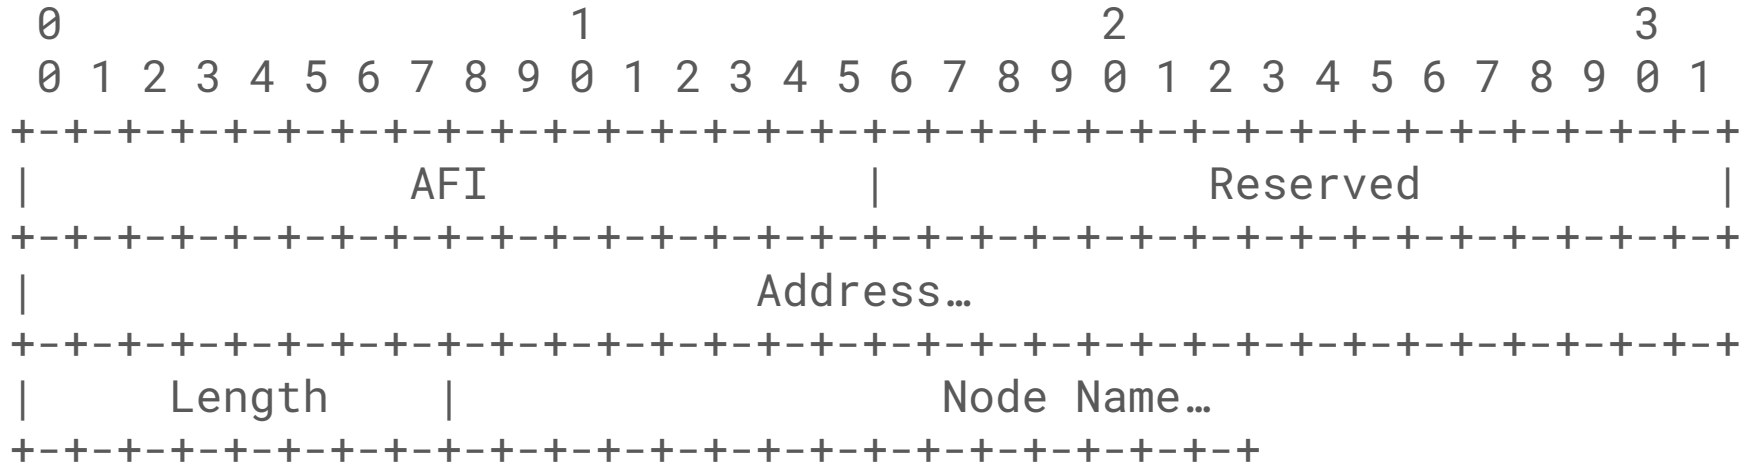 0                   1                   2                   3
 0 1 2 3 4 5 6 7 8 9 0 1 2 3 4 5 6 7 8 9 0 1 2 3 4 5 6 7 8 9 0 1
+-+-+-+-+-+-+-+-+-+-+-+-+-+-+-+-+-+-+-+-+-+-+-+-+-+-+-+-+-+-+-+-+
|              AFI              |            Reserved           |
+-+-+-+-+-+-+-+-+-+-+-+-+-+-+-+-+-+-+-+-+-+-+-+-+-+-+-+-+-+-+-+-+
|                           Address…
+-+-+-+-+-+-+-+-+-+-+-+-+-+-+-+-+-+-+-+-+-+-+-+-+-+-+-+-+-+-+-+-+
|     Length    |                  Node Name…
+-+-+-+-+-+-+-+-+-+-+-+-+-+-+-+-+-+-+-+-+-+-+-+